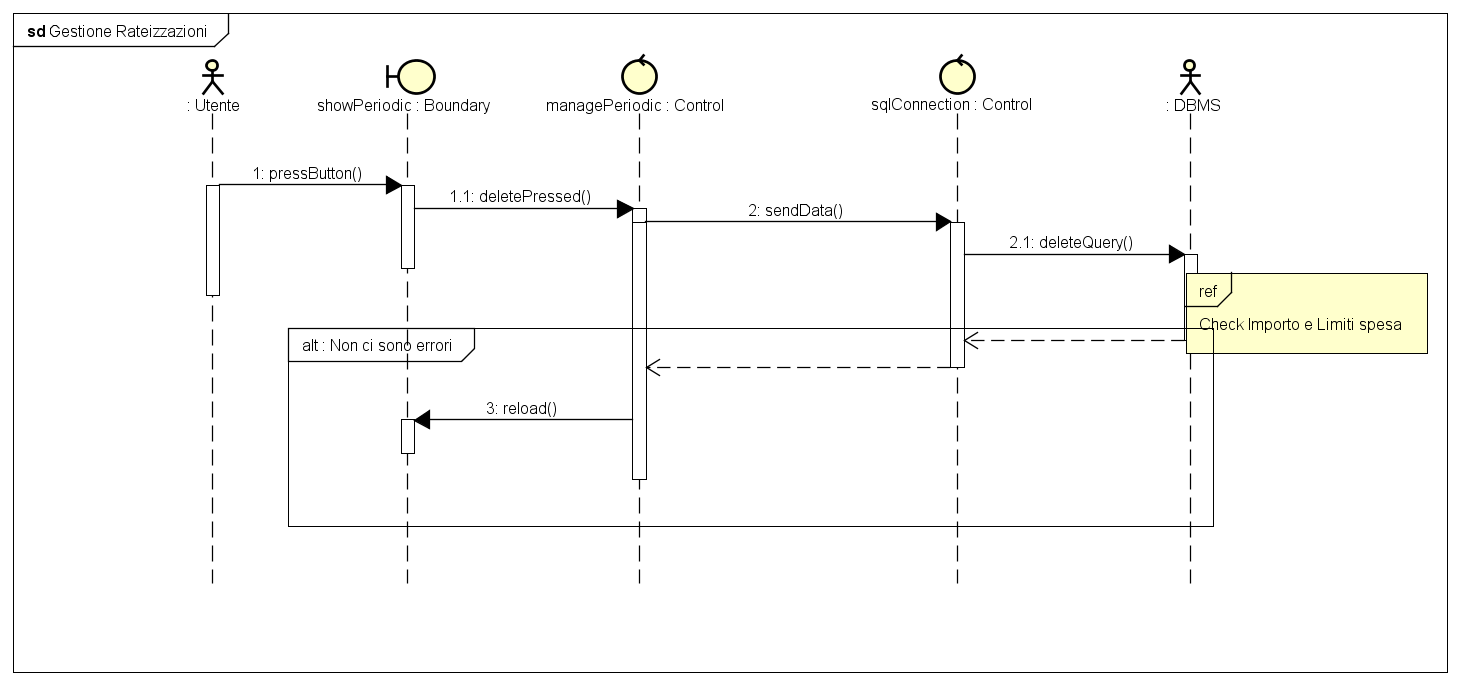 sd Gestione Rateizzazioni
: Utente
showPeriodic : Boundary
managePeriodic : Control
sqlConnection : Control
: DBMS
1: pressButton()
1.1: deletePressed()
2: sendData()
2.1: deleteQuery()
ref
Check Importo e Limiti spesa
alt : Non ci sono errori
3: reload()